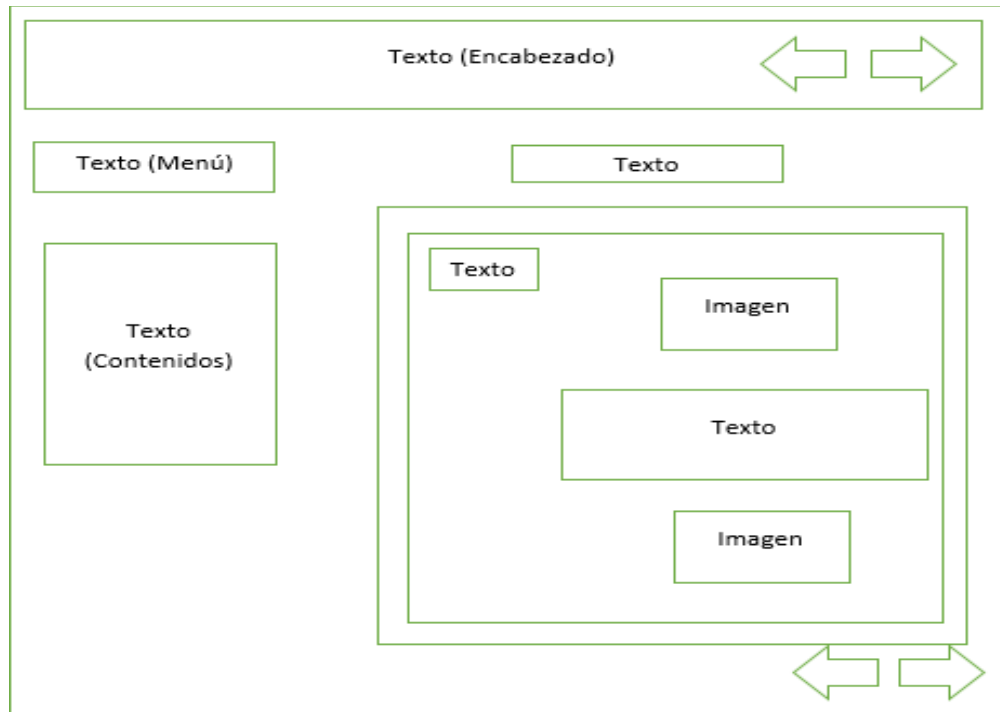 Texto (Encabezado)
Texto (Menú)
Texto
Texto
(Contenidos)
Texto
Imagen
Texto
Imagen